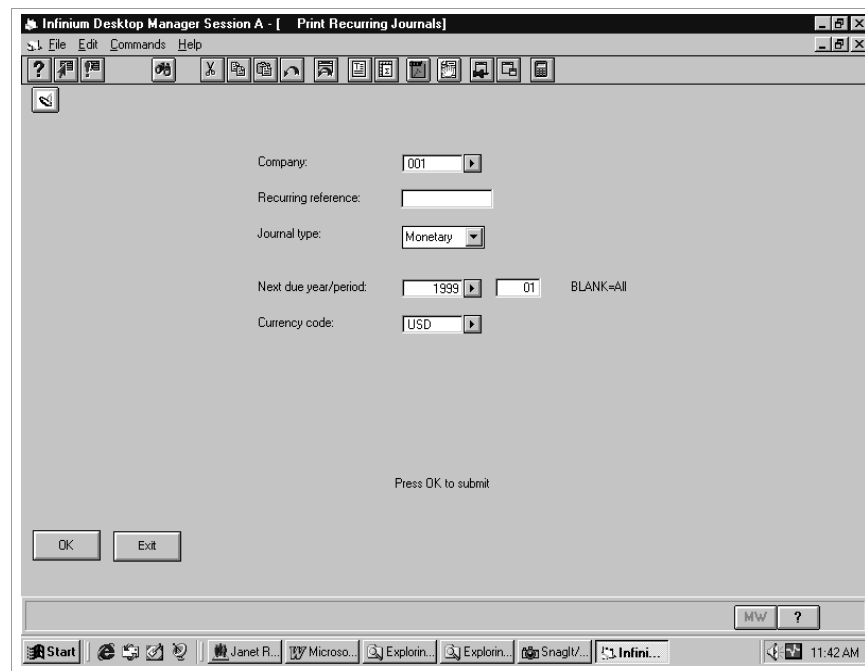 Infinium Desktop Manager Session A - [ Print Recurring Journals]
File Edit Commands Help
Company: 001
Recurring reference:
Journal type: Monetary
Next due year/period: 1999 01 BLANK=All
Currency code: USD
Press OK to submit
OK Exit
MW ?
Start Janet R... Microso... Explorin... Explorin... SnagIt/... Infini... 11:42 AM